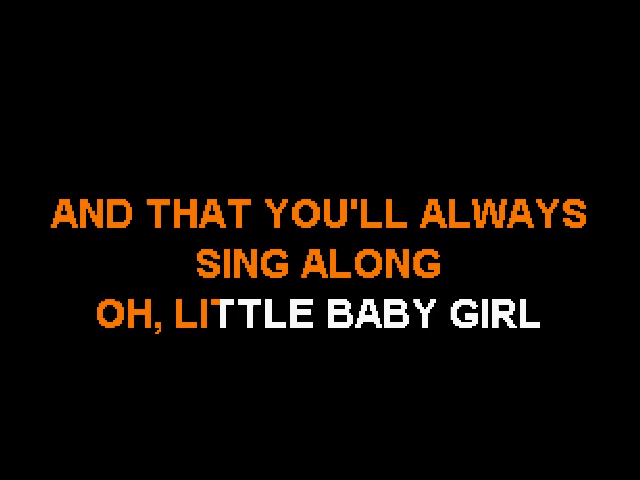 AND THAT YOU'LL ALWAYS
SING ALONG
OH, LITTLE BABY GIRL